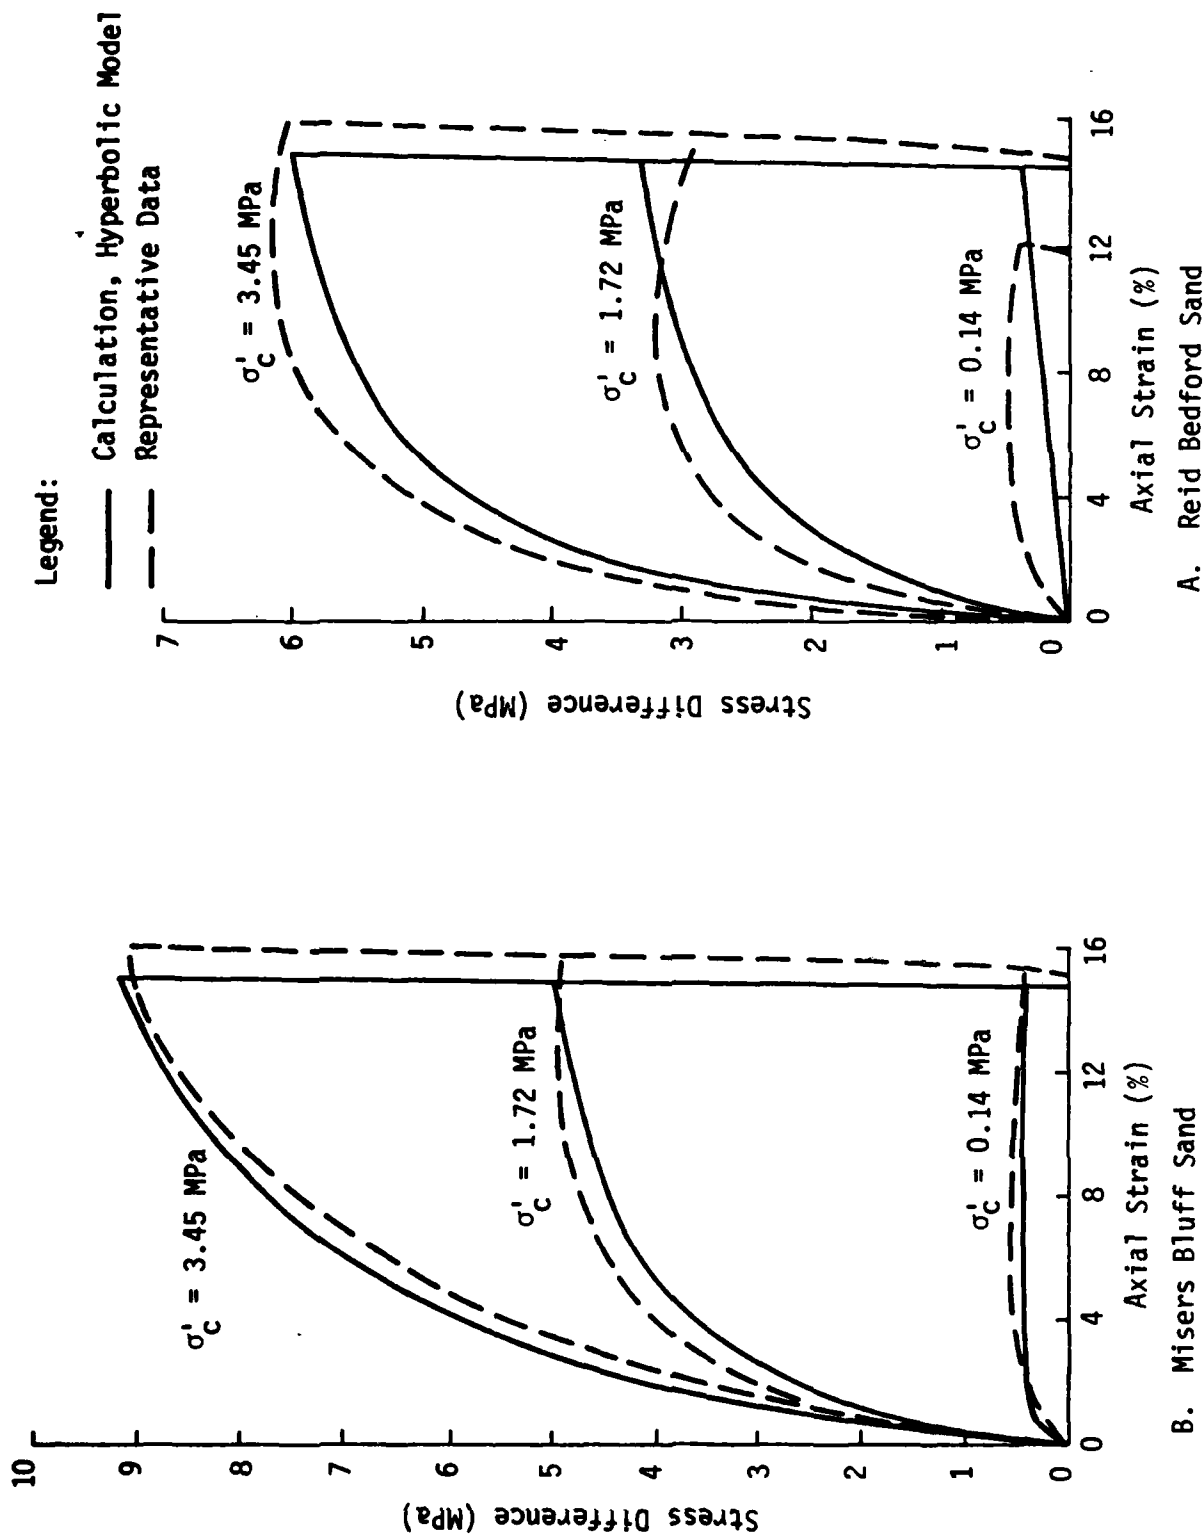 Legend:
Calculation, Hyperbolic Model
Representative Data
Stress Difference (MPa)
10
9
8
7
6
5
4
3
2
1
0
σ'c = 3.45 MPa
σ'c = 1.72 MPa
σ'c = 0.14 MPa
0
4
8
12
16
Axial Strain (%)
B. Misers Bluff Sand
Stress Difference (MPa)
7
6
5
4
3
2
1
0
σ'c = 3.45 MPa
σ'c = 1.72 MPa
σ'c = 0.14 MPa
0
4
8
12
16
Axial Strain (%)
A. Reid Bedford Sand